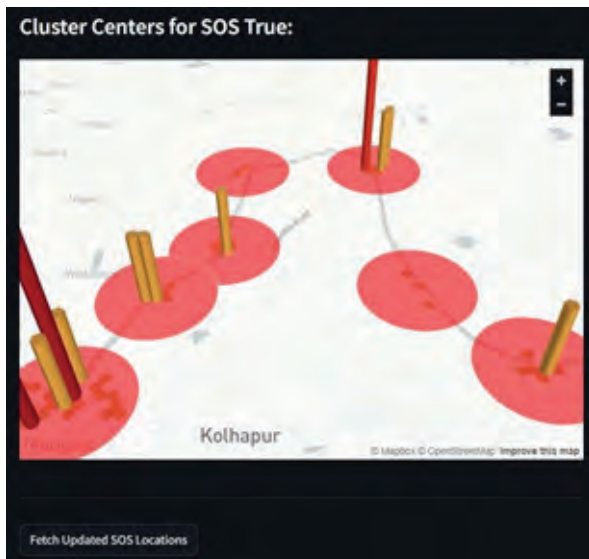 Cluster Centers for SOS True:
+
−
Kolhapur
© Mapbox © OpenStreetMap Improve this map
Fetch Updated SOS Locations